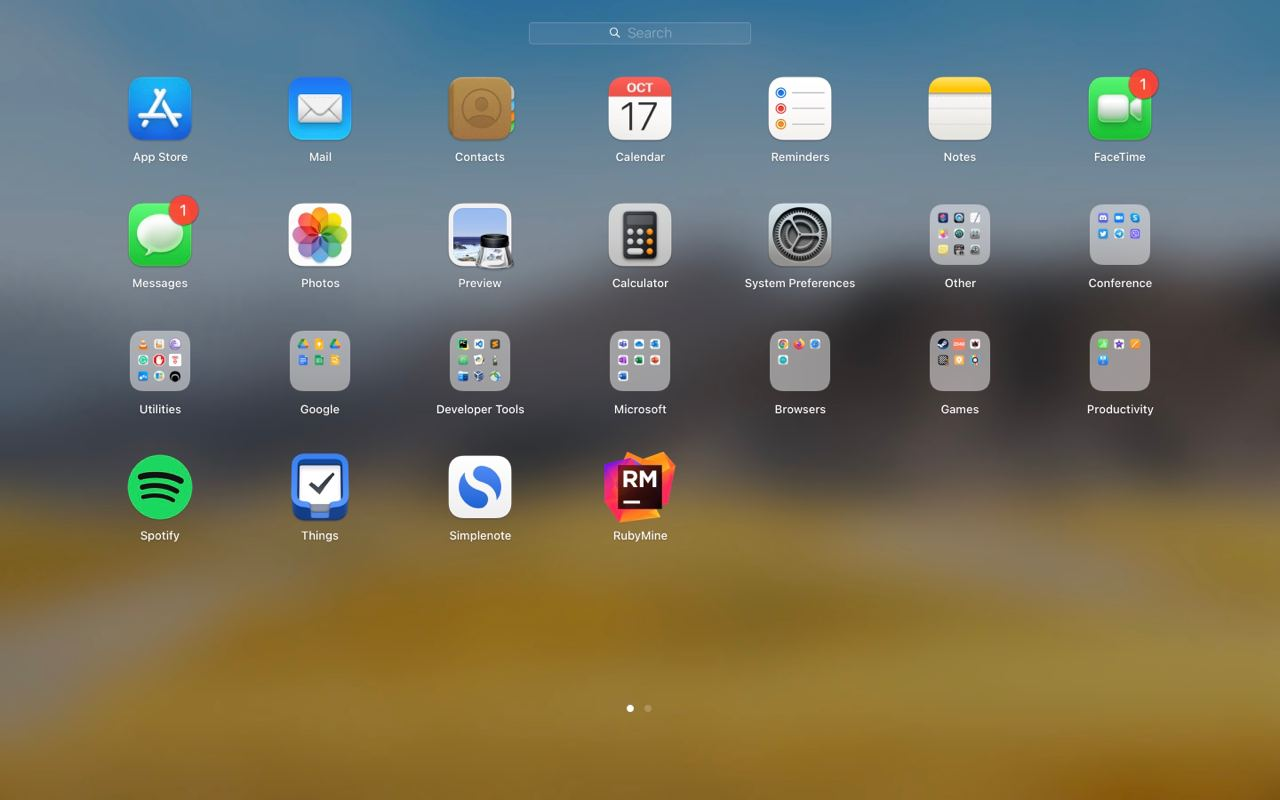 Search
OCT
17
1
App Store
Mail
Contacts
Calendar
Reminders
Notes
FaceTime
1
Messages
Photos
Preview
Calculator
System Preferences
Other
Conference
2048
Utilities
Google
Developer Tools
Microsoft
Browsers
Games
Productivity
RM
Spotify
Things
Simplenote
RubyMine